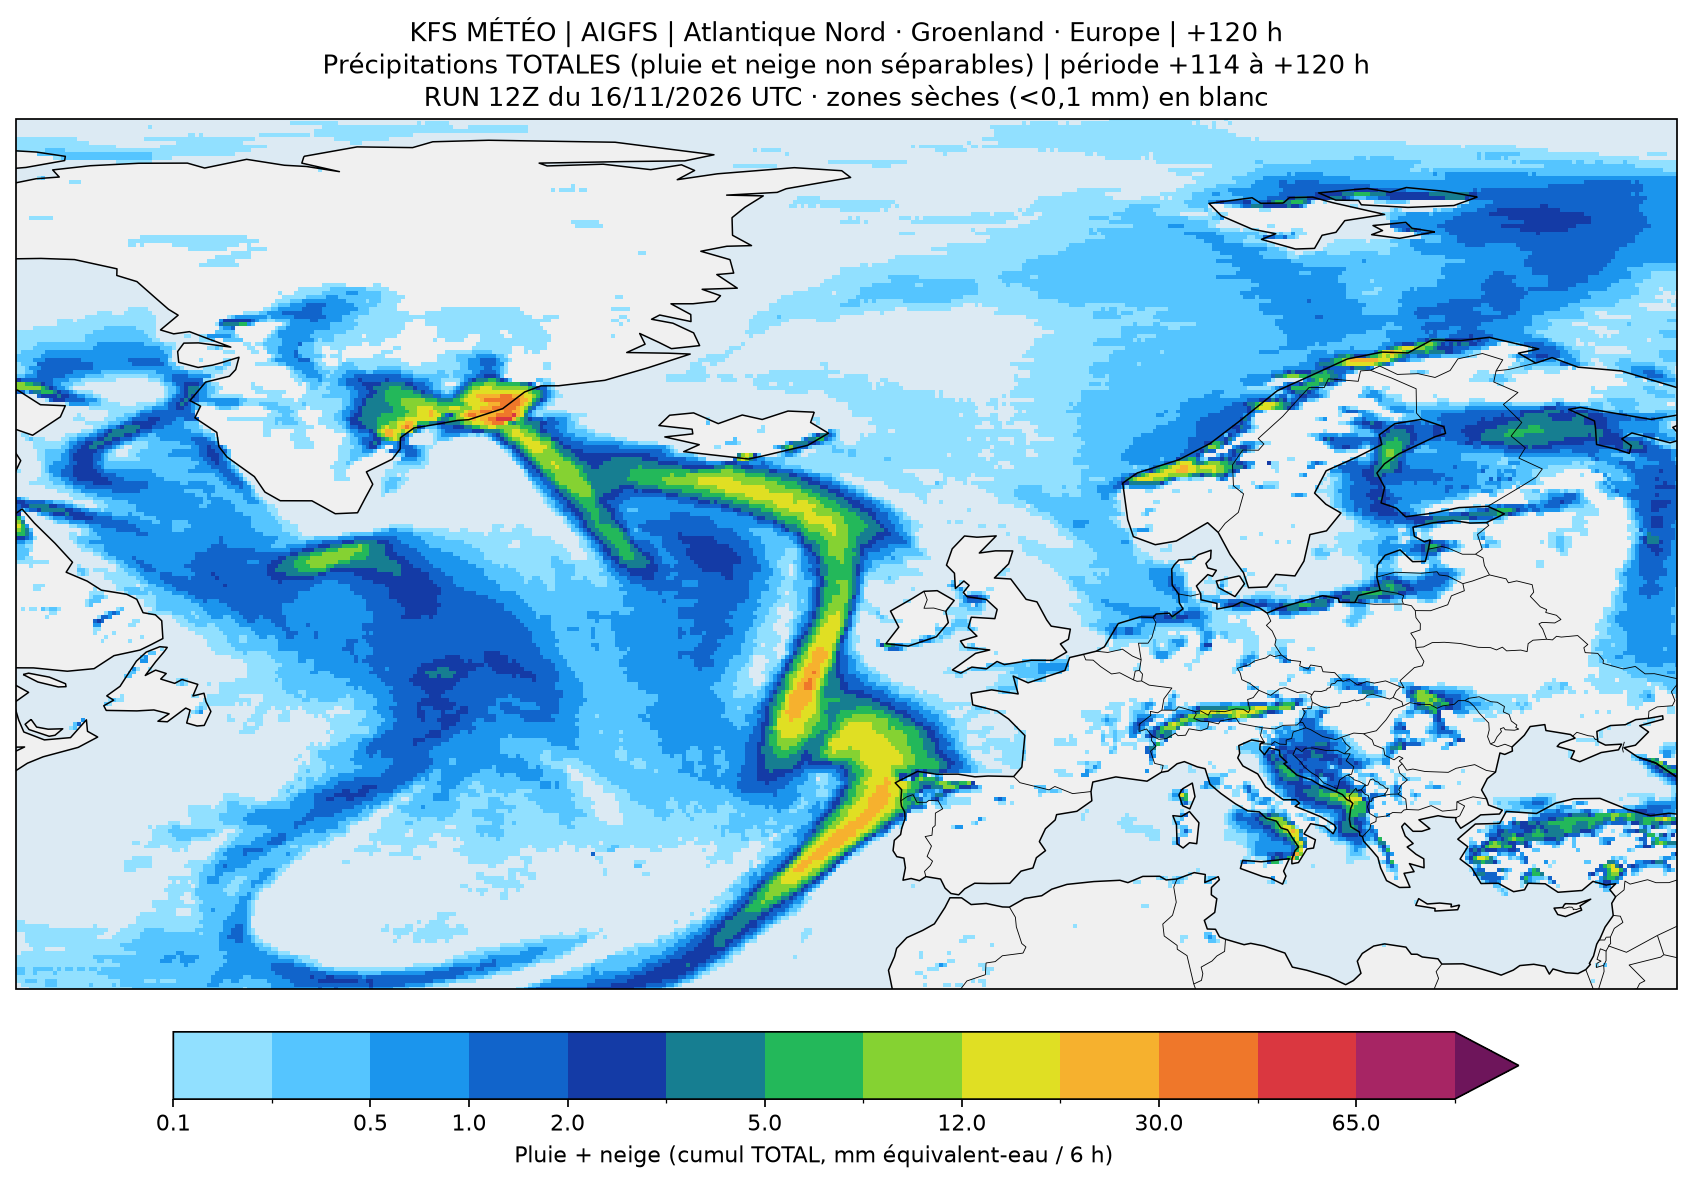 KFS MÉTÉO | AIGFS | Atlantique Nord · Groenland · Europe | +120 h
Précipitations TOTALES (pluie et neige non séparables) | période +114 à +120 h
RUN 12Z du 16/11/2026 UTC · zones sèches (<0,1 mm) en blanc
0.1 0.5 1.0 2.0 5.0 12.0 30.0 65.0
Pluie + neige (cumul TOTAL, mm équivalent-eau / 6 h)